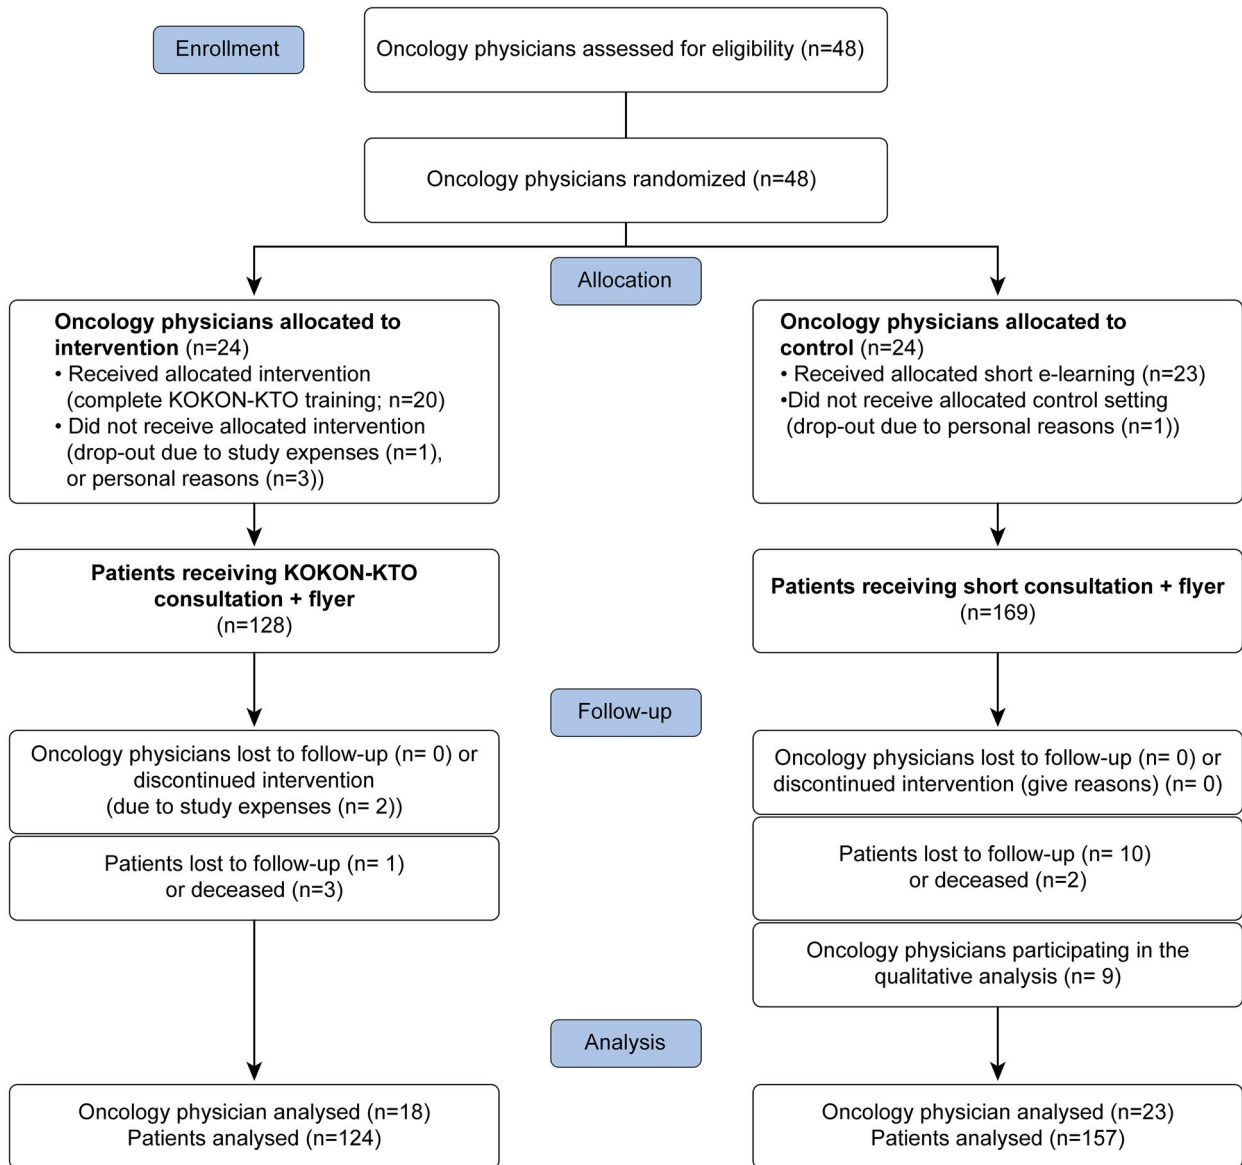 Enrollment
Oncology physicians assessed for eligibility (n=48)
Oncology physicians randomized (n=48)
Allocation
Oncology physicians allocated to
intervention (n=24)
• Received allocated intervention
(complete KOKON-KTO training; n=20)
• Did not receive allocated intervention
(drop-out due to study expenses (n=1),
or personal reasons (n=3))
Oncology physicians allocated to
control (n=24)
• Received allocated short e-learning (n=23)
•Did not receive allocated control setting
(drop-out due to personal reasons (n=1))
Patients receiving KOKON-KTO
consultation + flyer
(n=128)
Patients receiving short consultation + flyer
(n=169)
Follow-up
Oncology physicians lost to follow-up (n= 0) or
discontinued intervention
(due to study expenses (n= 2))
Patients lost to follow-up (n= 1)
or deceased (n=3)
Oncology physicians lost to follow-up (n= 0) or
discontinued intervention (give reasons) (n= 0)
Patients lost to follow-up (n= 10)
or deceased (n=2)
Oncology physicians participating in the
qualitative analysis (n= 9)
Analysis
Oncology physician analysed (n=18)
Patients analysed (n=124)
Oncology physician analysed (n=23)
Patients analysed (n=157)